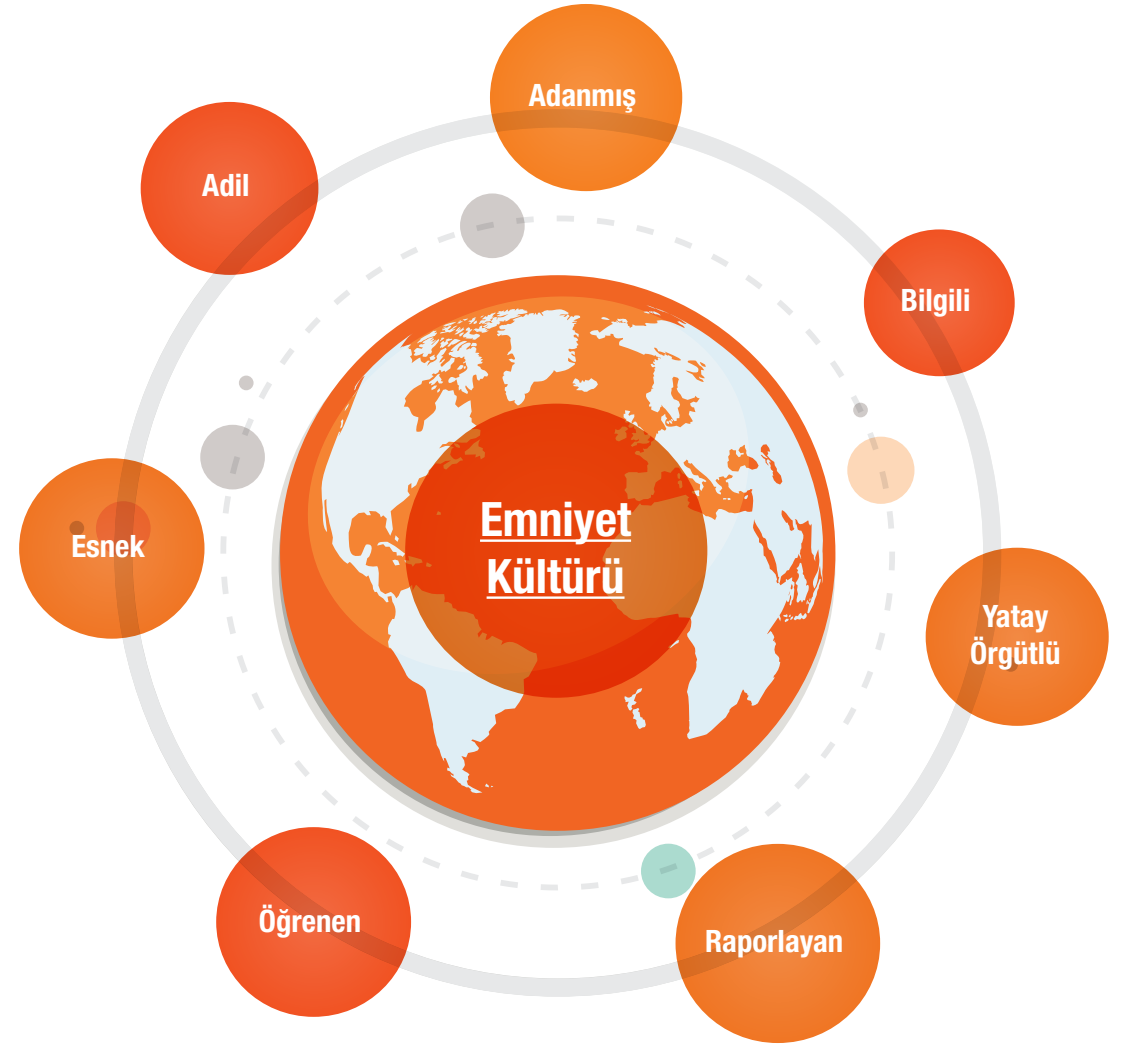 Adanmış
Adil
Bilgili
Emniyet
Kültürü
Esnek
Yatay
Örgütlü
Öğrenen
Raporlayan